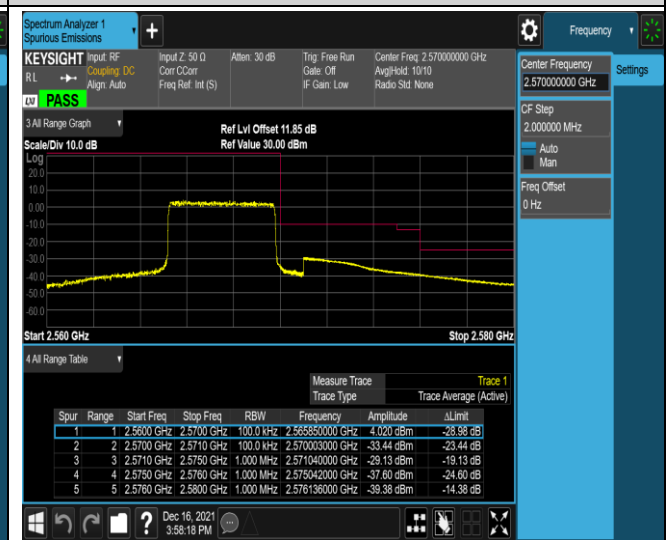 Spectrum Analyzer 1
Spurious Emissions
+
Frequency
KEYSIGHT Input: RF Input Z: 50 Ω Atten: 30 dB Trig: Free Run Center Freq: 2.570000000 GHz
RL Coupling: DC Corr CCorr Gate: Off Avg|Hold: 10/10
Align: Auto Freq Ref: Int (S) IF Gain: Low Radio Std: None
LXI PASS
Center Frequency
2.570000000 GHz
Settings
CF Step
2.000000 MHz
Auto
Man
Freq Offset
0 Hz
3 All Range Graph
Ref Lvl Offset 11.85 dB
Scale/Div 10.0 dB Ref Value 30.00 dBm
Log
20.0
10.0
0.00
-10.0
-20.0
-30.0
-40.0
-50.0
-60.0
Start 2.560 GHz Stop 2.580 GHz
4 All Range Table
Measure Trace Trace 1
Trace Type Trace Average (Active)
Spur Range Start Freq Stop Freq RBW Frequency Amplitude ΔLimit
1 1 2.5600 GHz 2.5700 GHz 100.0 kHz 2.565850000 GHz 4.020 dBm -28.98 dB
2 2 2.5700 GHz 2.5710 GHz 100.0 kHz 2.570003000 GHz -33.44 dBm -23.44 dB
3 3 2.5710 GHz 2.5750 GHz 1.000 MHz 2.571040000 GHz -29.13 dBm -19.13 dB
4 4 2.5750 GHz 2.5760 GHz 1.000 MHz 2.575042000 GHz -37.60 dBm -24.60 dB
5 5 2.5760 GHz 2.5800 GHz 1.000 MHz 2.576136000 GHz -39.38 dBm -14.38 dB
?
Dec 16, 2021
3:58:18 PM